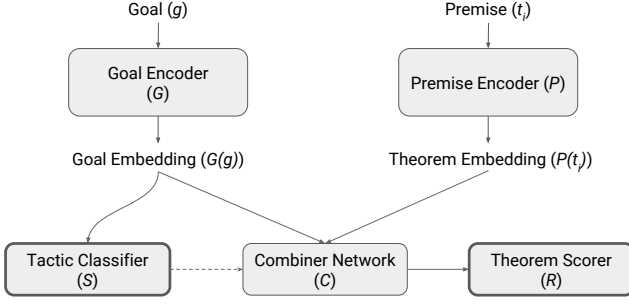 Goal (g)
Premise (t_i)
Goal Encoder
(G)
Premise Encoder (P)
Goal Embedding (G(g))
Theorem Embedding (P(t_i))
Tactic Classifier
(S)
Combiner Network
(C)
Theorem Scorer
(R)